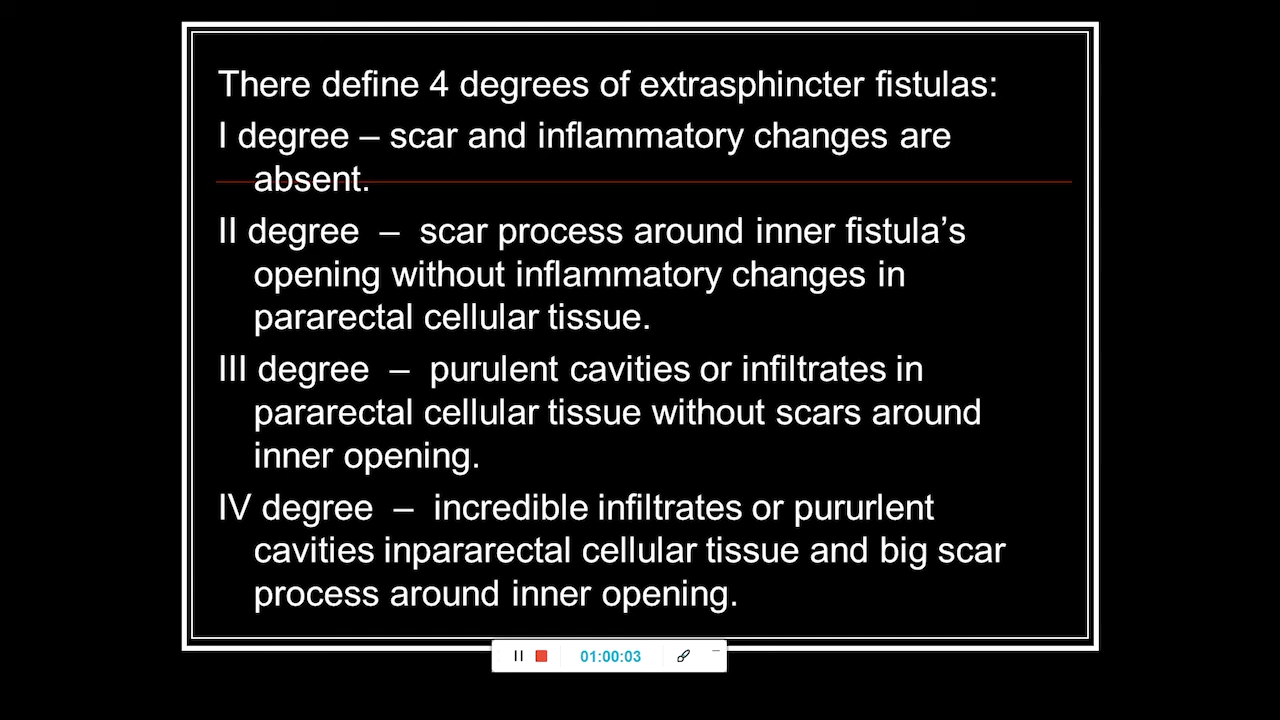 There define 4 degrees of extrasphincter fistulas:
I degree – scar and inflammatory changes are
absent.
II degree – scar process around inner fistula’s
opening without inflammatory changes in
pararectal cellular tissue.
III degree – purulent cavities or infiltrates in
pararectal cellular tissue without scars around
inner opening.
IV degree – incredible infiltrates or pururlent
cavities inpararectal cellular tissue and big scar
process around inner opening.
01:00:03